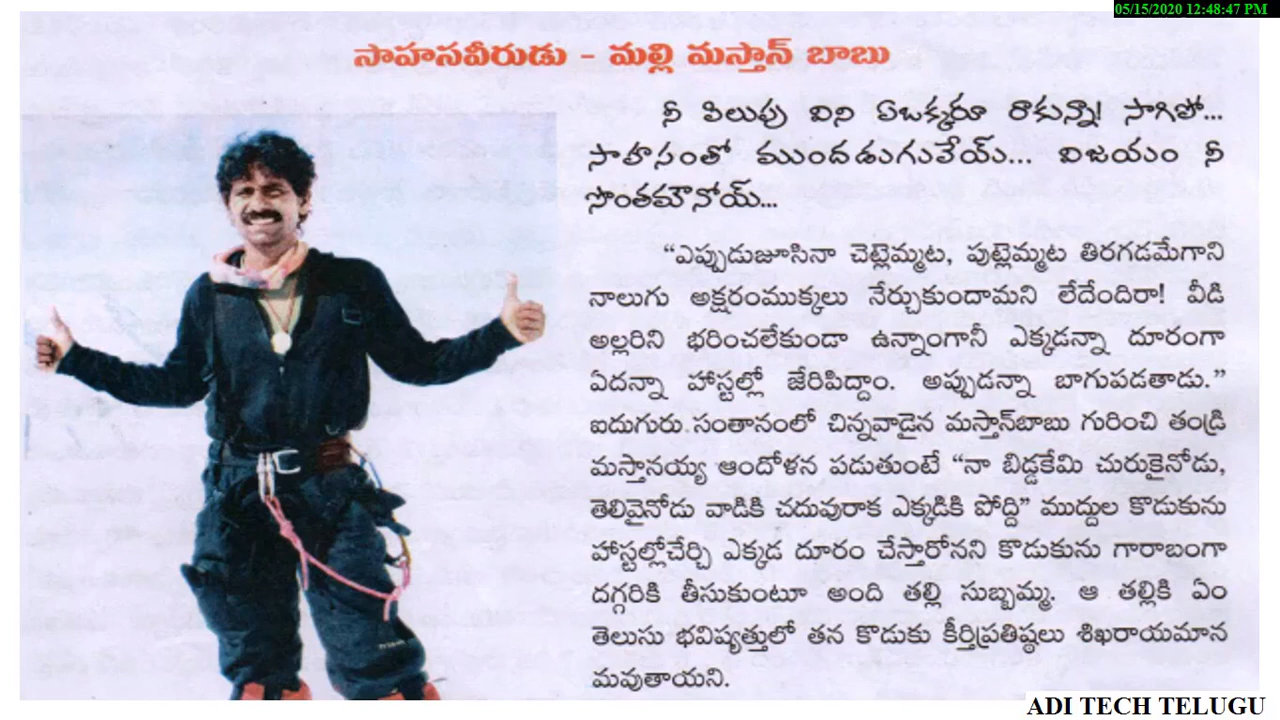 05/15/2020 12:48:47 PM
సాహసవీరుడు - మల్లి మస్తాన్ బాబు
నీ పిలుపు విని ఏఒక్కరూ రాకున్నా! సాగిపో...
సాహసంతో ముందడుగువేయ్... విజయం నీ
సొంతమౌనోయ్...
“ఎప్పుడుజూసినా చెట్లెమ్మట, పుట్లెమ్మట తిరగడమేగాని
నాలుగు అక్షరంముక్కలు నేర్చుకుందామని లేదేందిరా! వీడి
అల్లరిని భరించలేకుండా ఉన్నాంగానీ ఎక్కడన్నా దూరంగా
ఏదన్నా హాస్టల్లో జేరిపిద్దాం. అప్పుడన్నా బాగుపడతాడు.”
ఐదుగురు సంతానంలో చిన్నవాడైన మస్తాన్‌బాబు గురించి తండ్రి
మస్తానయ్య ఆందోళన పడుతుంటే “నా బిడ్డకేమి చురుకైనోడు,
తెలివైనోడు వాడికి చదువురాక ఎక్కడికి పోద్ది” ముద్దుల కొడుకును
హాస్టల్లోచేర్చి ఎక్కడ దూరం చేస్తారోనని కొడుకును గారాబంగా
దగ్గరికి తీసుకుంటూ అంది తల్లి సుబ్బమ్మ. ఆ తల్లికి ఏం
తెలుసు భవిష్యత్తులో తన కొడుకు కీర్తిప్రతిష్ఠలు శిఖరాయమాన
మవుతాయని.
ADI TECH TELUGU